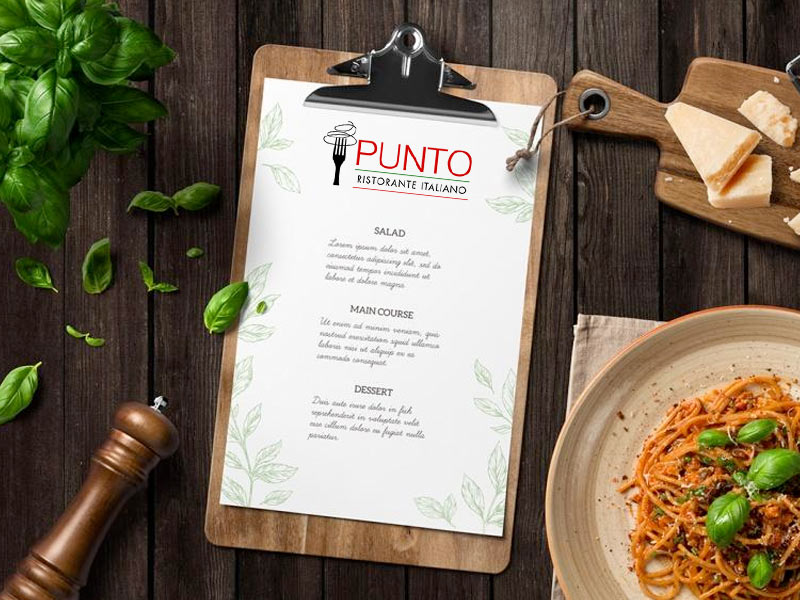 PUNTO
RISTORANTE ITALIANO
SALAD
Lorem ipsum dolor sit amet,
consectetur adipiscing elit, sed do
eiusmod tempor incididunt ut
labore et dolore magna.
MAIN COURSE
Ut enim ad minim veniam, quis
nostrud exercitation squid ullamco
laboris nisi ut aliquip ex ea
commodo consequat.
DESSERT
Duis aute irure dolor in
reprehenderit in voluptate velit
esse cillum dolore eu fugiat nulla
pariatur.